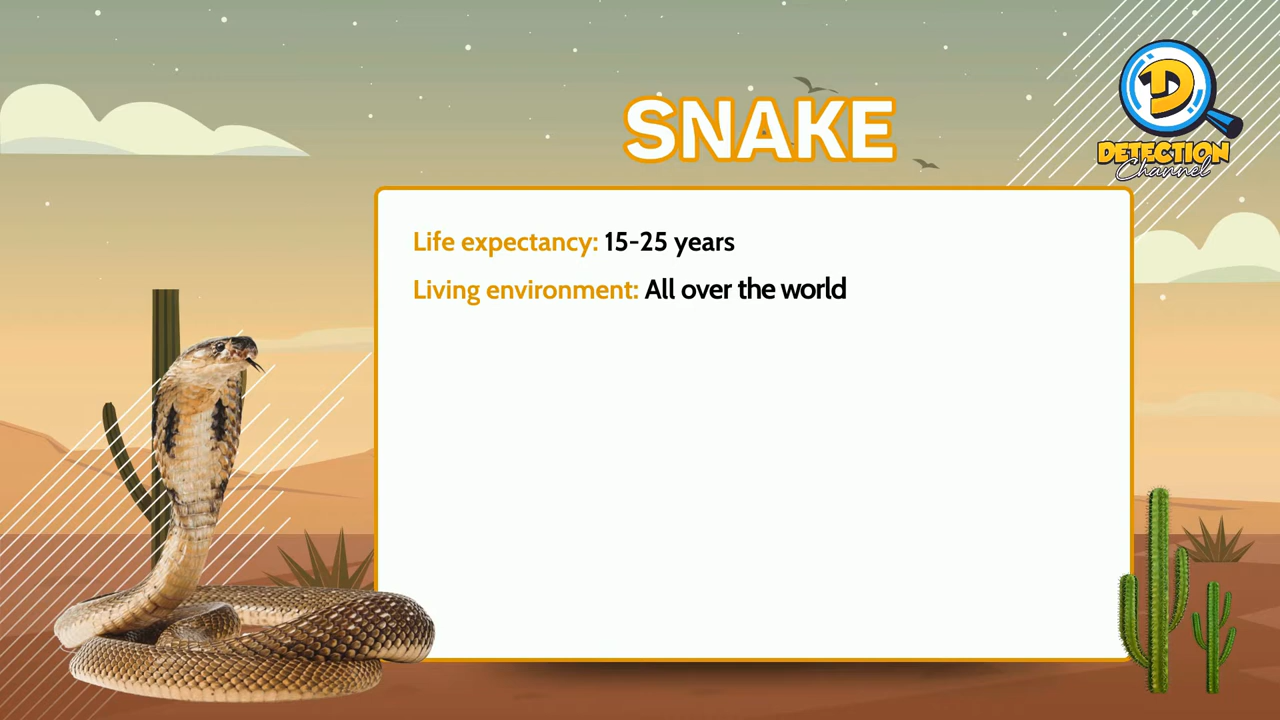 SNAKE
D
DETECTION
Channel
Life expectancy: 15-25 years
Living environment: All over the world